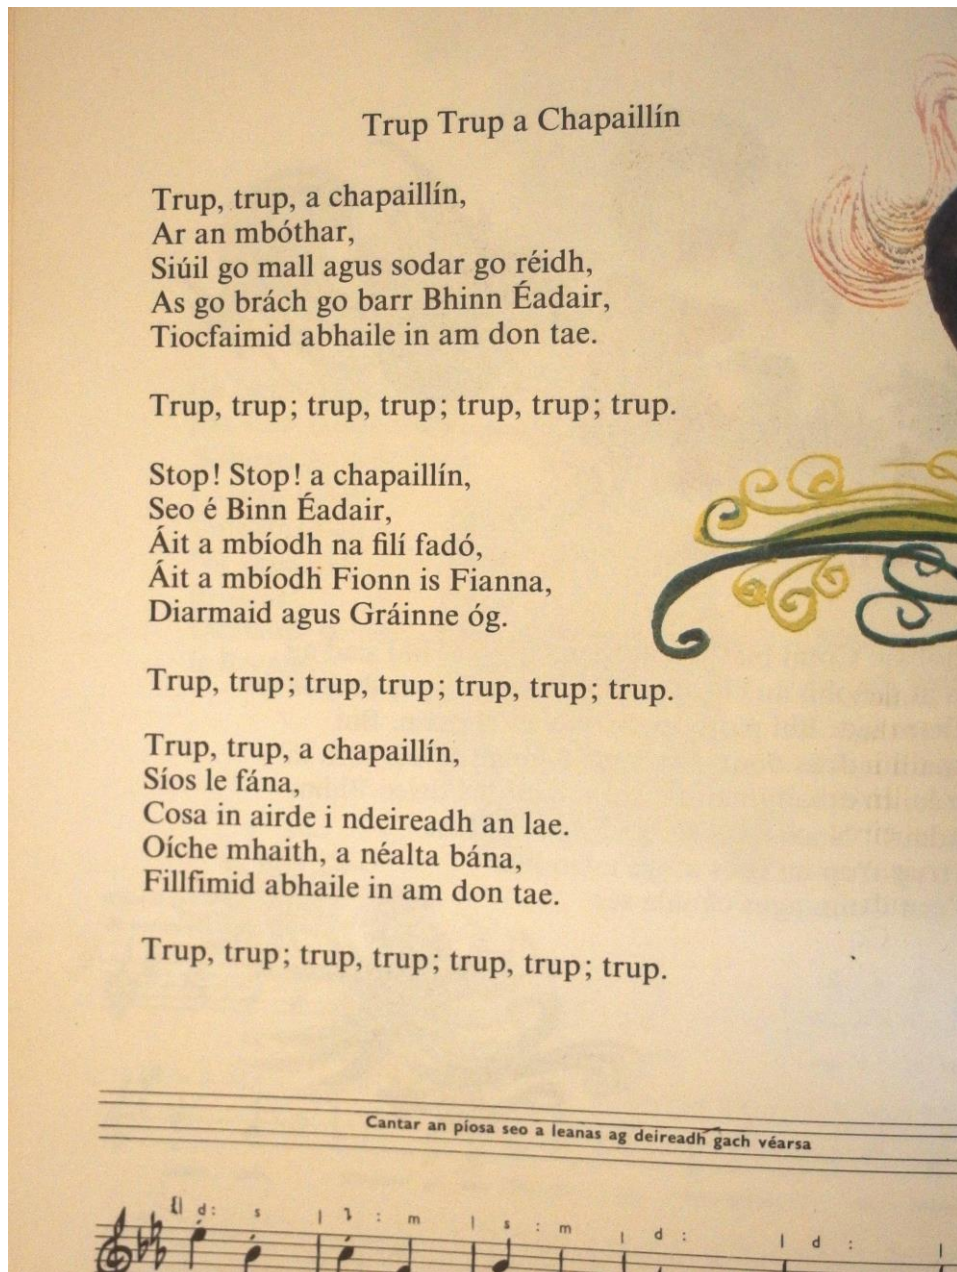 Trup Trup a Chapaillín
Trup, trup, a chapaillín,
Ar an mbóthar,
Siúil go mall agus sodar go réidh,
As go brách go barr Bhinn Éadair,
Tiocfaimid abhaile in am don tae.
Trup, trup; trup, trup; trup, trup; trup.
Stop! Stop! a chapaillín,
Seo é Binn Éadair,
Áit a mbíodh na filí fadó,
Áit a mbíodh Fionn is Fianna,
Diarmaid agus Gráinne óg.
Trup, trup; trup, trup; trup, trup; trup.
Trup, trup, a chapaillín,
Síos le fána,
Cosa in airde i ndeireadh an lae.
Oíche mhaith, a néalta bána,
Fillfimid abhaile in am don tae.
Trup, trup; trup, trup; trup, trup; trup.
Cantar an píosa seo a leanas ag deireadh gach véarsa
d: s | l : m | s : m | d : | d : |